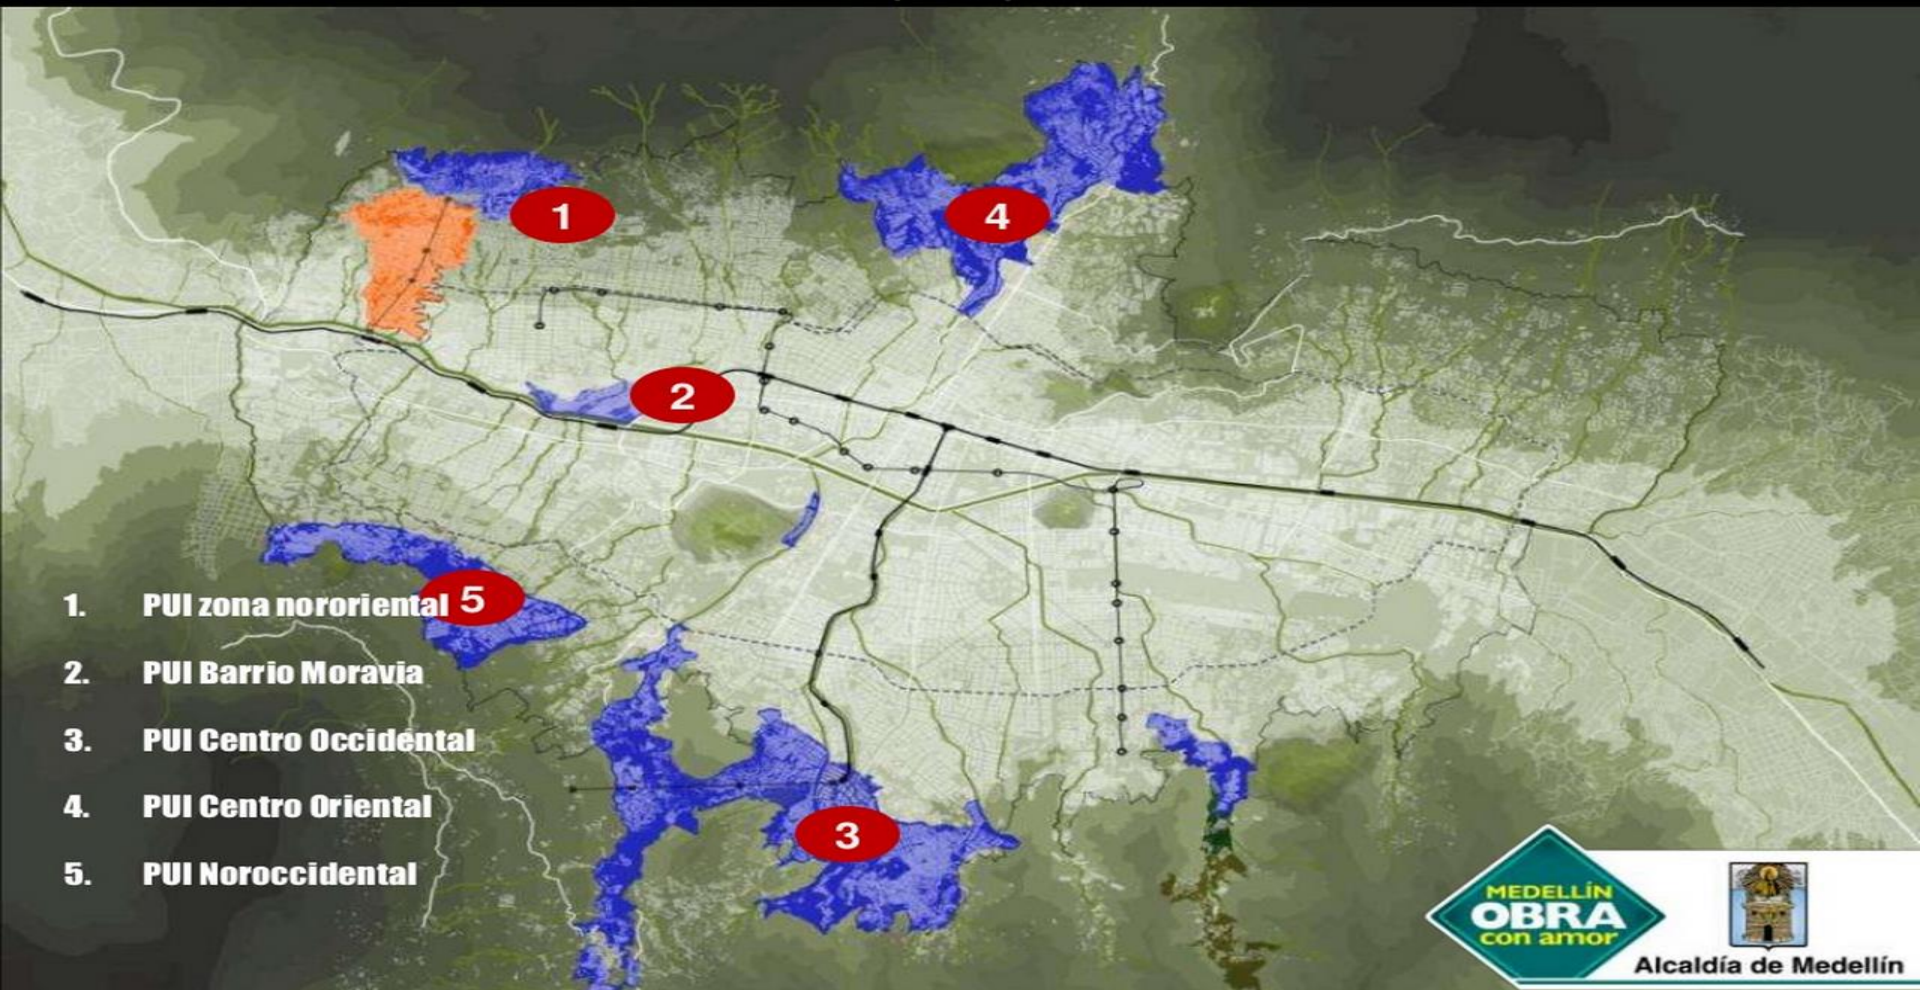 1
4
2
5
3
1. PUI zona nororiental
2. PUI Barrio Moravia
3. PUI Centro Occidental
4. PUI Centro Oriental
5. PUI Noroccidental
MEDELLÍN
OBRA
con amor
Alcaldía de Medellín